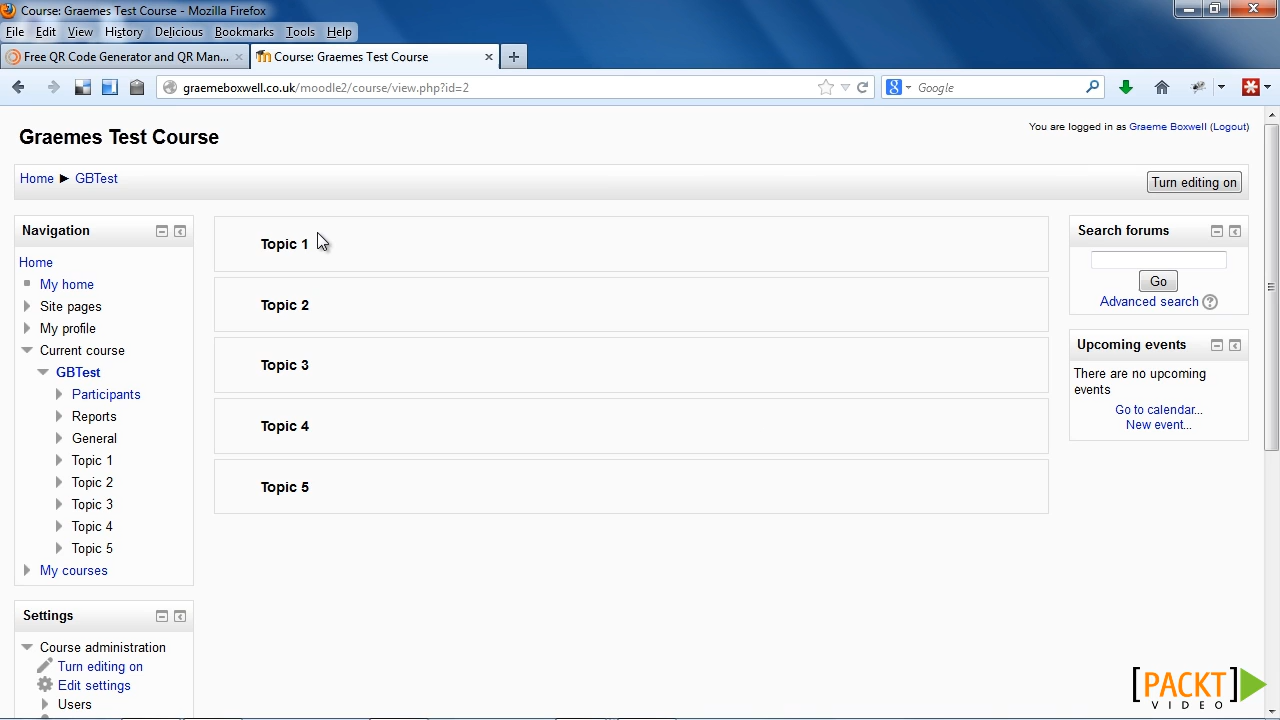 Course: Graemes Test Course - Mozilla Firefox
File Edit View History Delicious Bookmarks Tools Help
Free QR Code Generator and QR Man... Course: Graemes Test Course
graemeboxwell.co.uk/moodle2/course/view.php?id=2
Google
Graemes Test Course
You are logged in as Graeme Boxwell (Logout)
Home ► GBTest
Turn editing on
Navigation
Home
My home
Site pages
My profile
Current course
GBTest
Participants
Reports
General
Topic 1
Topic 2
Topic 3
Topic 4
Topic 5
My courses
Settings
Course administration
Turn editing on
Edit settings
Users
Topic 1
Topic 2
Topic 3
Topic 4
Topic 5
Search forums
Go
Advanced search ?
Upcoming events
There are no upcoming
events
Go to calendar...
New event...
[PACKT]
VIDEO